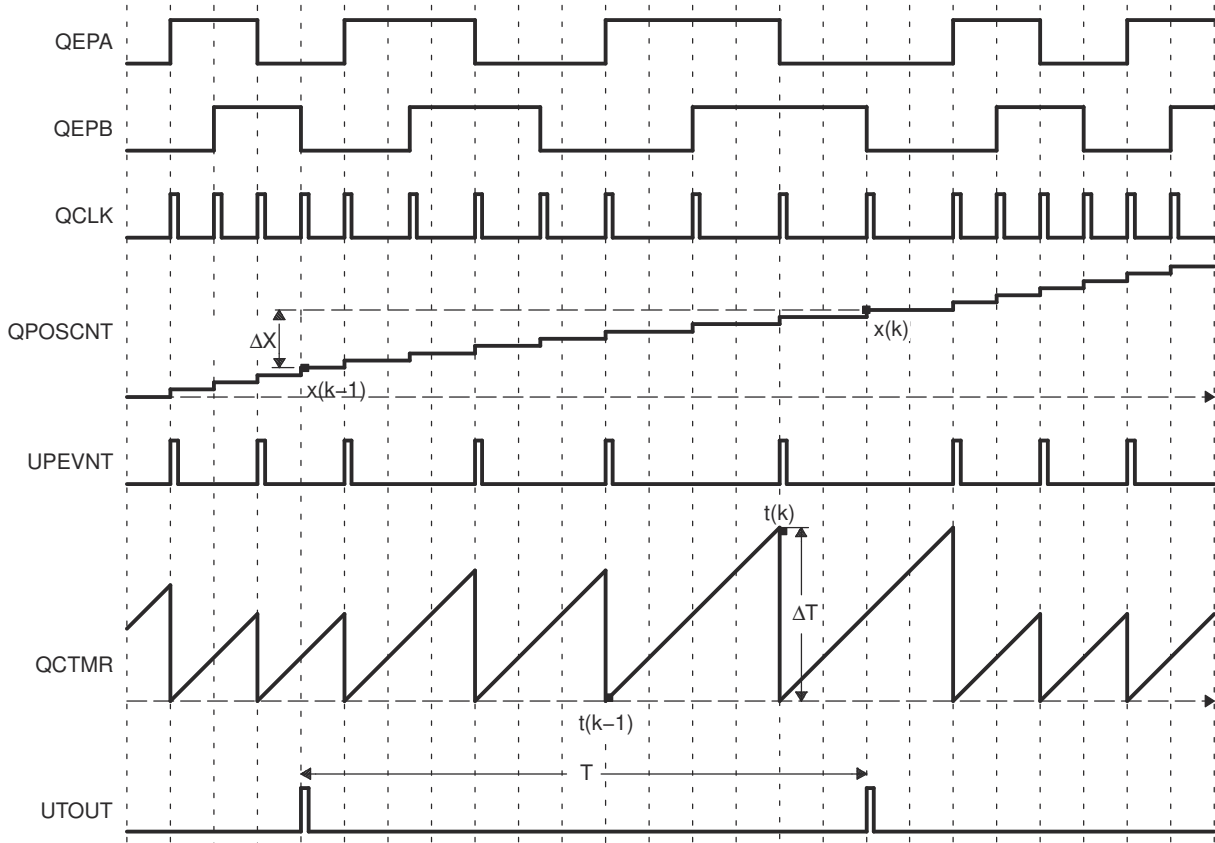 QEPA
QEPB
QCLK
QPOSCNT
ΔX
x(k−1)
x(k)
UPEVNT
t(k)
ΔT
QCTMR
t(k−1)
T
UTOUT